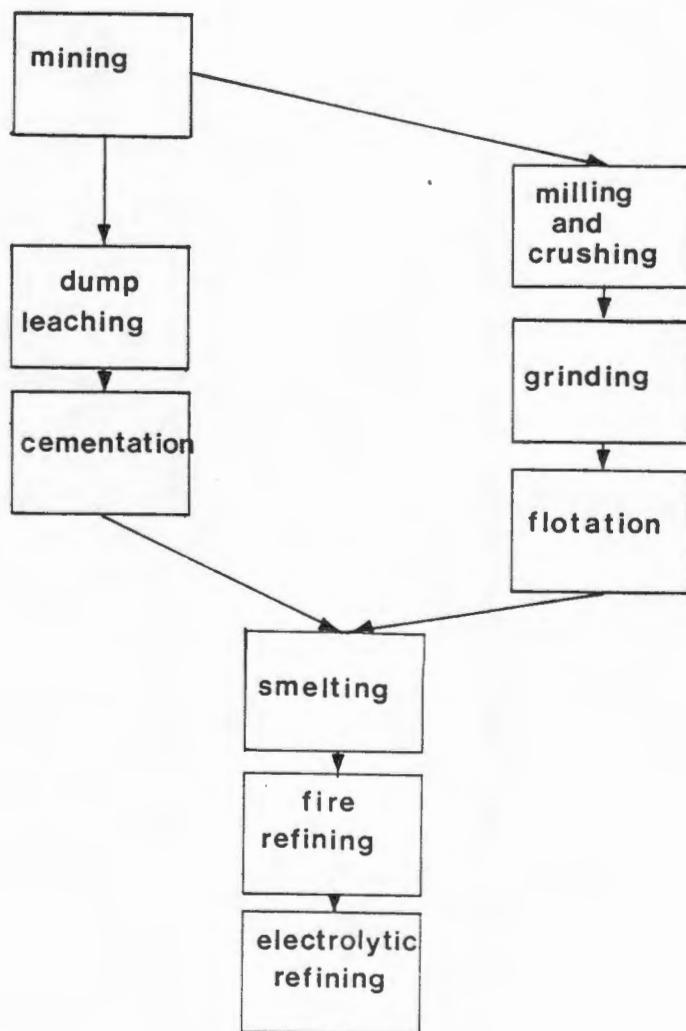 mining
milling
and
crushing
dump
leaching
grinding
cementation
flotation
smelting
fire
refining
electrolytic
refining